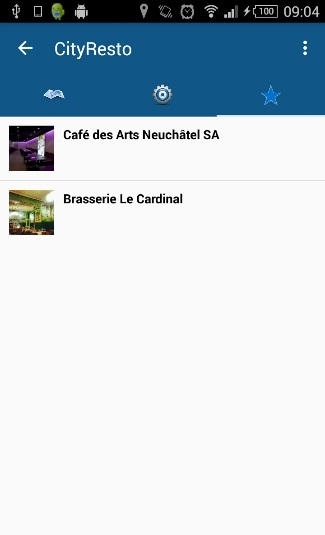 100 09:04
CityResto
Café des Arts Neuchâtel SA
Brasserie Le Cardinal